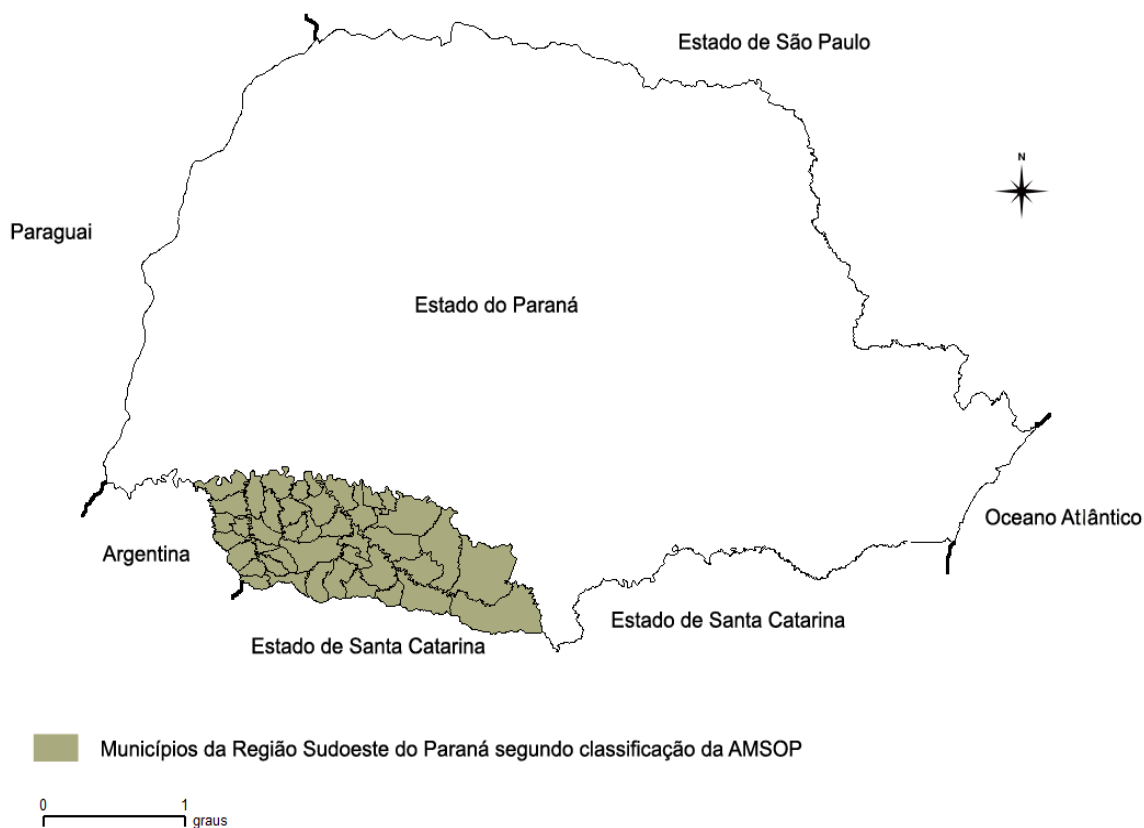 Estado de São Paulo
N
Paraguai
Estado do Paraná
Oceano Atlântico
Argentina
Estado de Santa Catarina
Estado de Santa Catarina
Municípios da Região Sudoeste do Paraná segundo classificação da AMSOP
0 1
graus